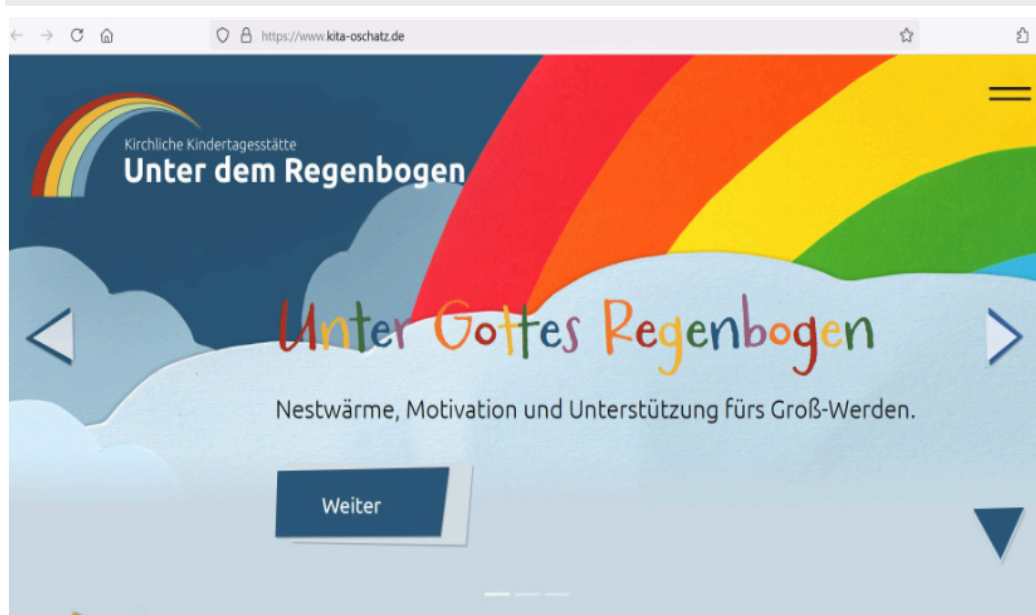 https://www.kita-oschatz.de
Kirchliche Kindertagesstätte
Unter dem Regenbogen
Unter Gottes Regenbogen
Nestwärme, Motivation und Unterstützung fürs Groß-Werden.
Weiter